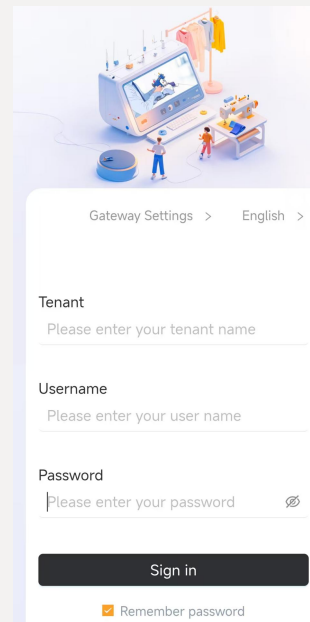 Gateway Settings > English >
Tenant
Please enter your tenant name
Username
Please enter your user name
Password
Please enter your password
Sign in
Remember password